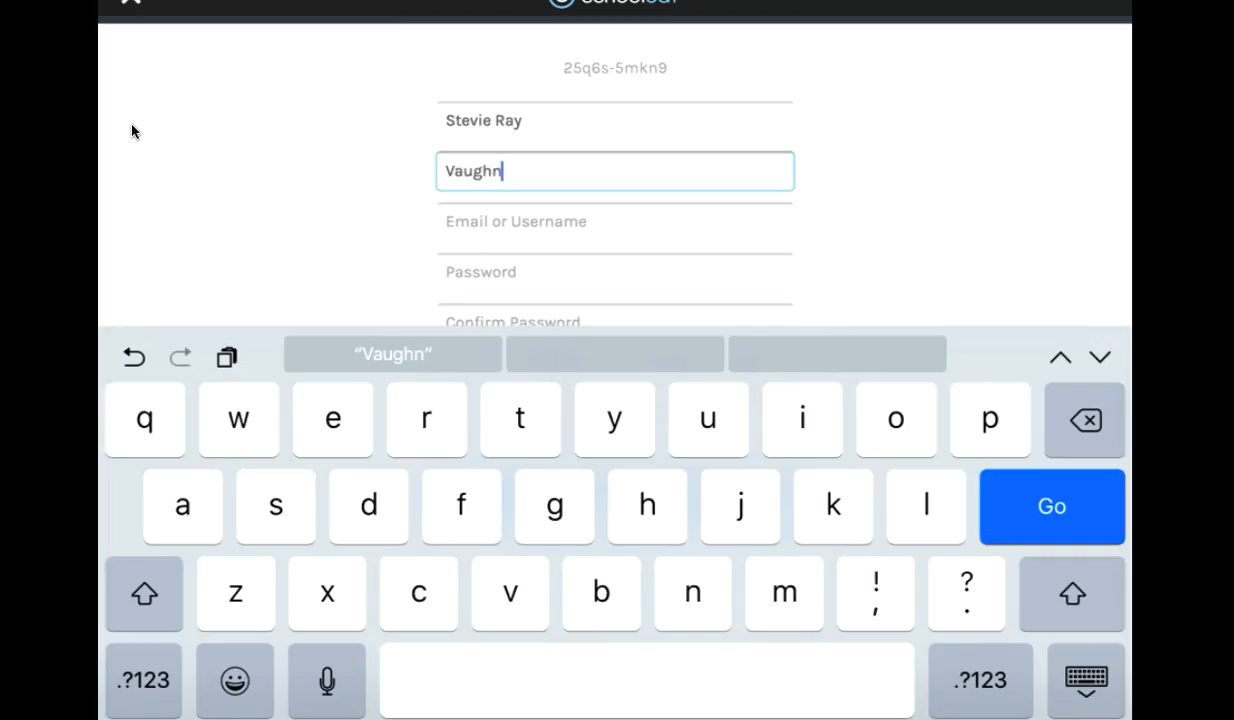 25q6s-5mkn9
Stevie Ray
Vaughn
Email or Username
Password
Confirm Password
“Vaughn”
q w e r t y u i o p
a s d f g h j k l Go
z x c v b n m ! , ? .
.?123 .?123